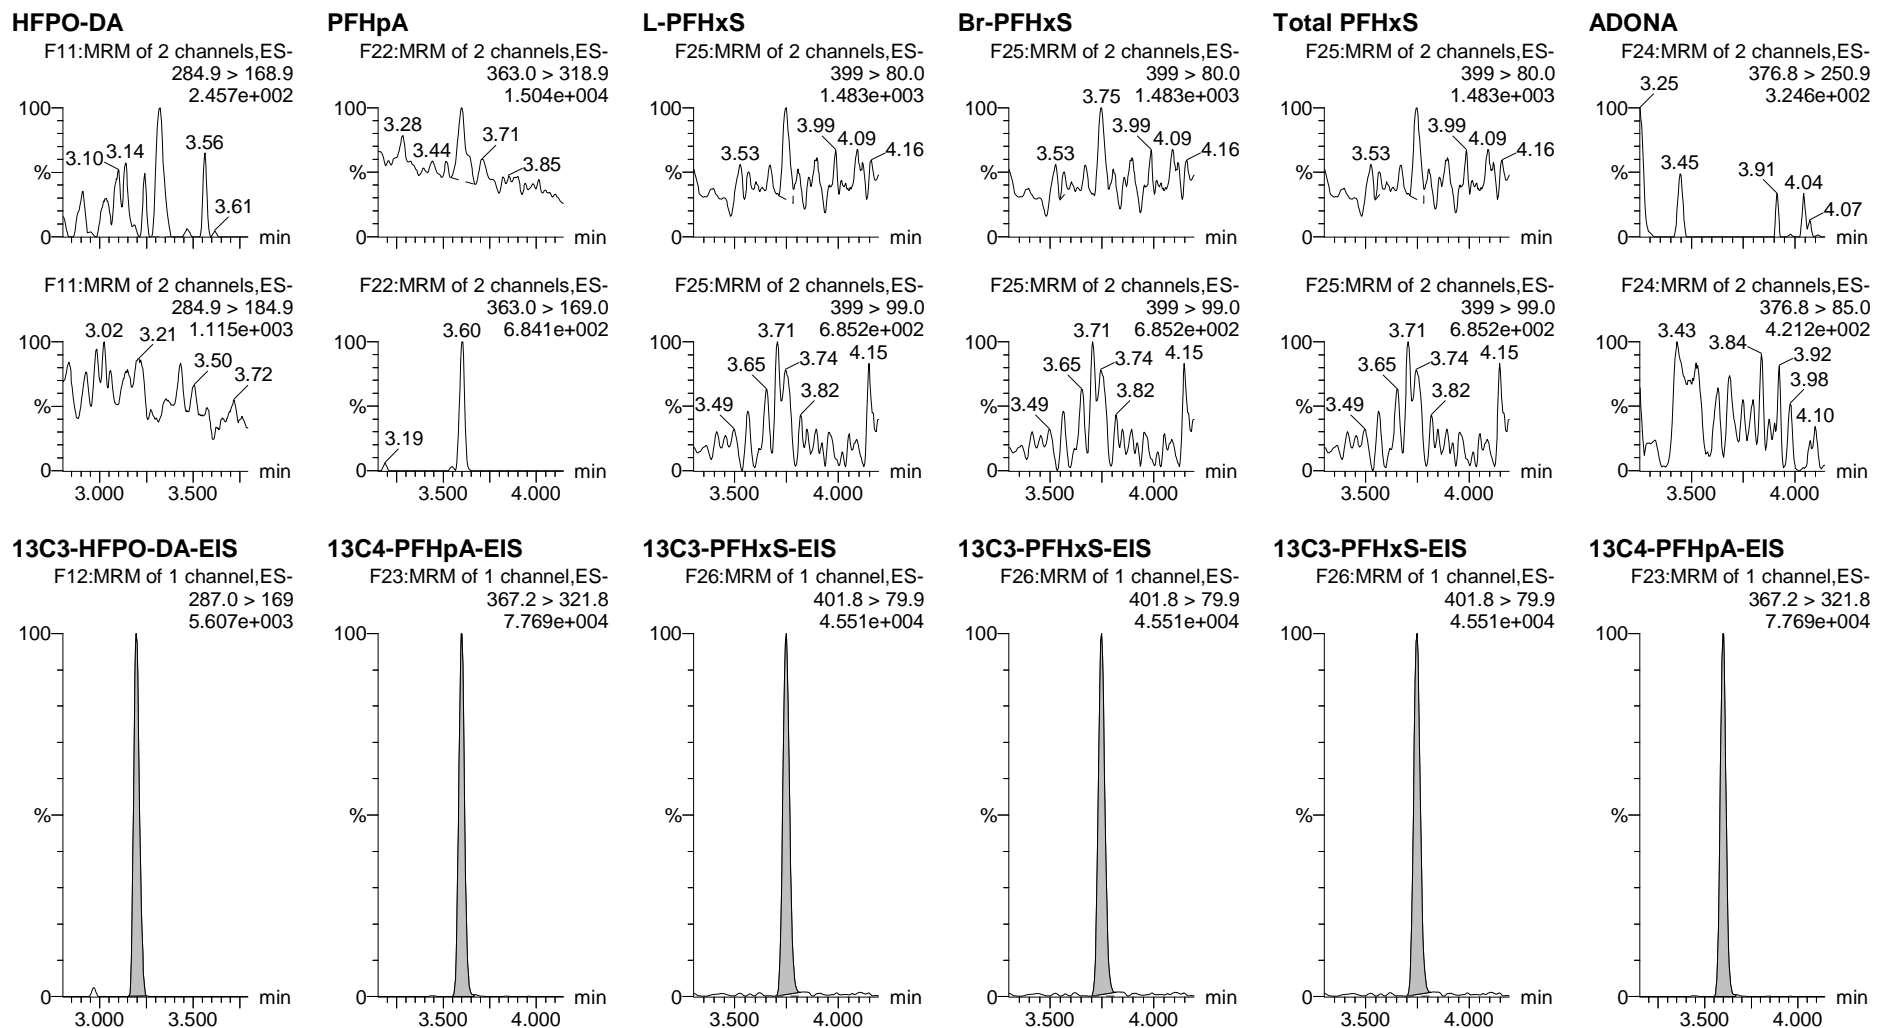 HFPO-DA
F11:MRM of 2 channels,ES-
284.9 > 168.9
2.457e+002
100
%
0
3.10
3.14
3.56
3.61
min
PFHpA
F22:MRM of 2 channels,ES-
363.0 > 318.9
1.504e+004
100
%
0
3.28
3.44
3.71
3.85
min
L-PFHxS
F25:MRM of 2 channels,ES-
399 > 80.0
1.483e+003
100
%
0
3.53
3.99
4.09
4.16
min
Br-PFHxS
F25:MRM of 2 channels,ES-
399 > 80.0
1.483e+003
100
%
0
3.53
3.75
3.99
4.09
4.16
min
Total PFHxS
F25:MRM of 2 channels,ES-
399 > 80.0
1.483e+003
100
%
0
3.53
3.99
4.09
4.16
min
ADONA
F24:MRM of 2 channels,ES-
376.8 > 250.9
3.246e+002
100
%
0
3.25
3.45
3.91
4.04
4.07
min
F11:MRM of 2 channels,ES-
284.9 > 184.9
1.115e+003
100
%
0
3.02
3.21
3.50
3.72
min
3.000 3.500
F22:MRM of 2 channels,ES-
363.0 > 169.0
6.841e+002
100
%
0
3.19
3.60
min
3.500 4.000
F25:MRM of 2 channels,ES-
399 > 99.0
6.852e+002
100
%
0
3.49
3.65
3.71
3.74
3.82
4.15
min
3.500 4.000
F25:MRM of 2 channels,ES-
399 > 99.0
6.852e+002
100
%
0
3.49
3.65
3.71
3.74
3.82
4.15
min
3.500 4.000
F25:MRM of 2 channels,ES-
399 > 99.0
6.852e+002
100
%
0
3.49
3.65
3.71
3.74
3.82
4.15
min
3.500 4.000
F24:MRM of 2 channels,ES-
376.8 > 85.0
4.212e+002
100
%
0
3.43
3.84
3.92
3.98
4.10
min
3.500 4.000
13C3-HFPO-DA-EIS
F12:MRM of 1 channel,ES-
287.0 > 169
5.607e+003
100
%
0
min
3.000 3.500
13C4-PFHpA-EIS
F23:MRM of 1 channel,ES-
367.2 > 321.8
7.769e+004
100
%
0
min
3.500 4.000
13C3-PFHxS-EIS
F26:MRM of 1 channel,ES-
401.8 > 79.9
4.551e+004
100
%
0
min
3.500 4.000
13C3-PFHxS-EIS
F26:MRM of 1 channel,ES-
401.8 > 79.9
4.551e+004
100
%
0
min
3.500 4.000
13C3-PFHxS-EIS
F26:MRM of 1 channel,ES-
401.8 > 79.9
4.551e+004
100
%
0
min
3.500 4.000
13C4-PFHpA-EIS
F23:MRM of 1 channel,ES-
367.2 > 321.8
7.769e+004
100
%
0
min
3.500 4.000